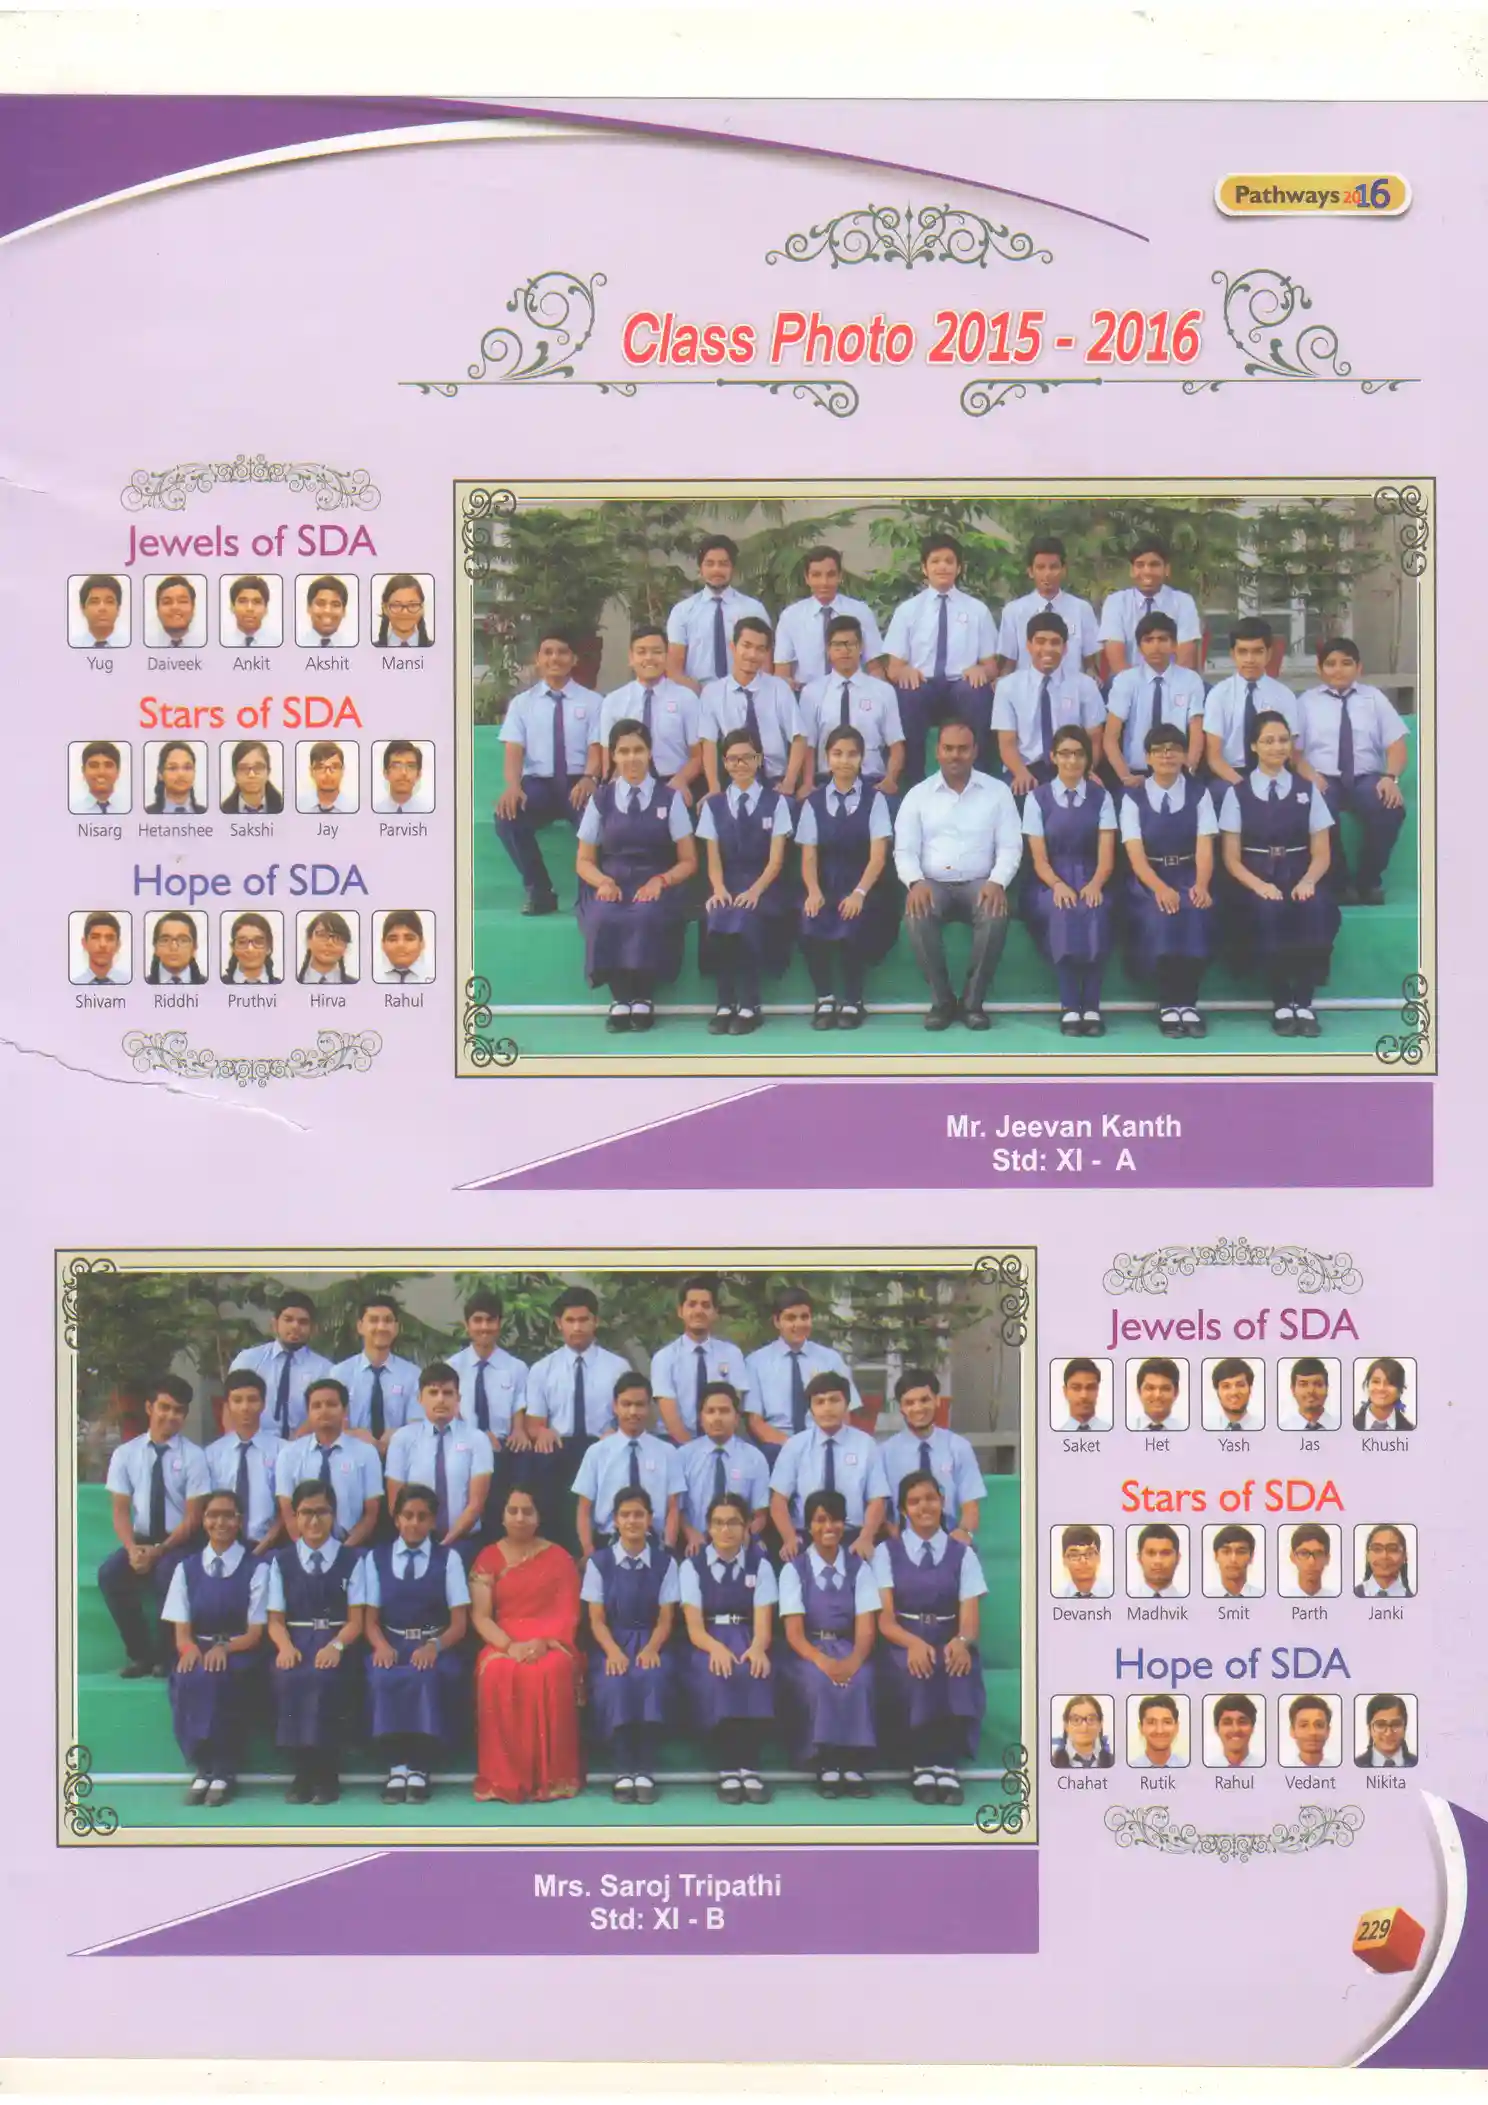 Pathways 2016
Class Photo 2015 - 2016
Jewels of SDA
Yug Daiveek Ankit Akshit Mansi
Stars of SDA
Nisarg Hetanshee Sakshi Jay Parvish
Hope of SDA
Shivam Riddhi Pruthvi Hirva Rahul
Mr. Jeevan Kanth
Std: XI - A
Jewels of SDA
Saket Het Yash Jas Khushi
Stars of SDA
Devansh Madhvik Smit Parth Janki
Hope of SDA
Chahat Rutik Rahul Vedant Nikita
Mrs. Saroj Tripathi
Std: XI - B
229